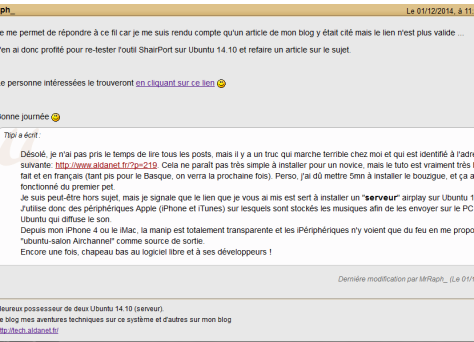 ph_
Le 01/12/2014, à 11:
e me permet de répondre à ce fil car je me suis rendu compte qu'un article de mon blog y était cité mais le lien n'est plus valide ...
'en ai donc profité pour re-tester l'outil ShairPort sur Ubuntu 14.10 et refaire un article sur le sujet.
e personne intéressées le trouveront en cliquant sur ce lien
onne journée
Ttipi a écrit :
Désolé, je n'ai pas pris le temps de lire tous les posts, mais il y a un truc qui marche terrible chez moi et qui est identifié à l'adre
suivante: http://www.aldanet.fr/?p=219. Cela ne paraît pas très simple à installer pour un novice, mais le tuto est vraiment très
fait et en français (tant pis pour le Basque, on verra la prochaine fois). Perso, j'ai dû mettre 5mn à installer le bouzigue, et ça a
fonctionné du premier pet.
Je suis peut-être hors sujet, mais je signale que le lien que je vous ai mis est sert à installer un "serveur" airplay sur Ubuntu 1
J'utilise donc des périphériques Apple (iPhone et iTunes) sur lesquels sont stockés les musiques afin de les envoyer sur le PC
Ubuntu qui diffuse le son.
Depuis mon iPhone 4 ou le iMac, la manip est totalement transparente et les iPériphériques n'y voient que du feu en me propo
"ubuntu-salon Airchannel" comme source de sortie.
Encore une fois, chapeau bas au logiciel libre et à ses développeurs !
Dernière modification par MrRaph_ (Le 01/1
eureux possesseur de deux Ubuntu 14.10 (serveur).
e blog mes aventures techniques sur ce système et d'autres sur mon blog
ttp://tech.aldanet.fr/